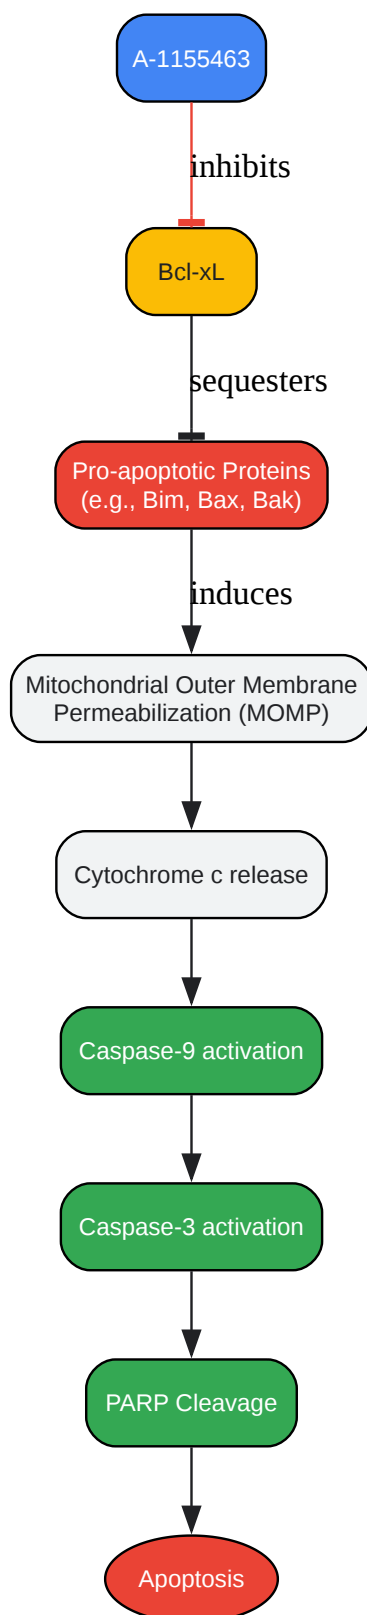 A-1155463
inhibits
Bcl-xL
sequesters
Pro-apoptotic Proteins
(e.g., Bim, Bax, Bak)
induces
Mitochondrial Outer Membrane
Permeabilization (MOMP)
Cytochrome c release
Caspase-9 activation
Caspase-3 activation
PARP Cleavage
Apoptosis